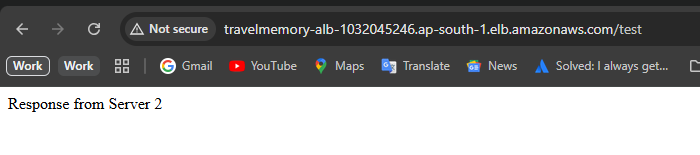 Not secure travelmemory-alb-1032045246.ap-south-1.elb.amazonaws.com/test
Work Work Gmail YouTube Maps Translate News Solved: I always get...
Response from Server 2